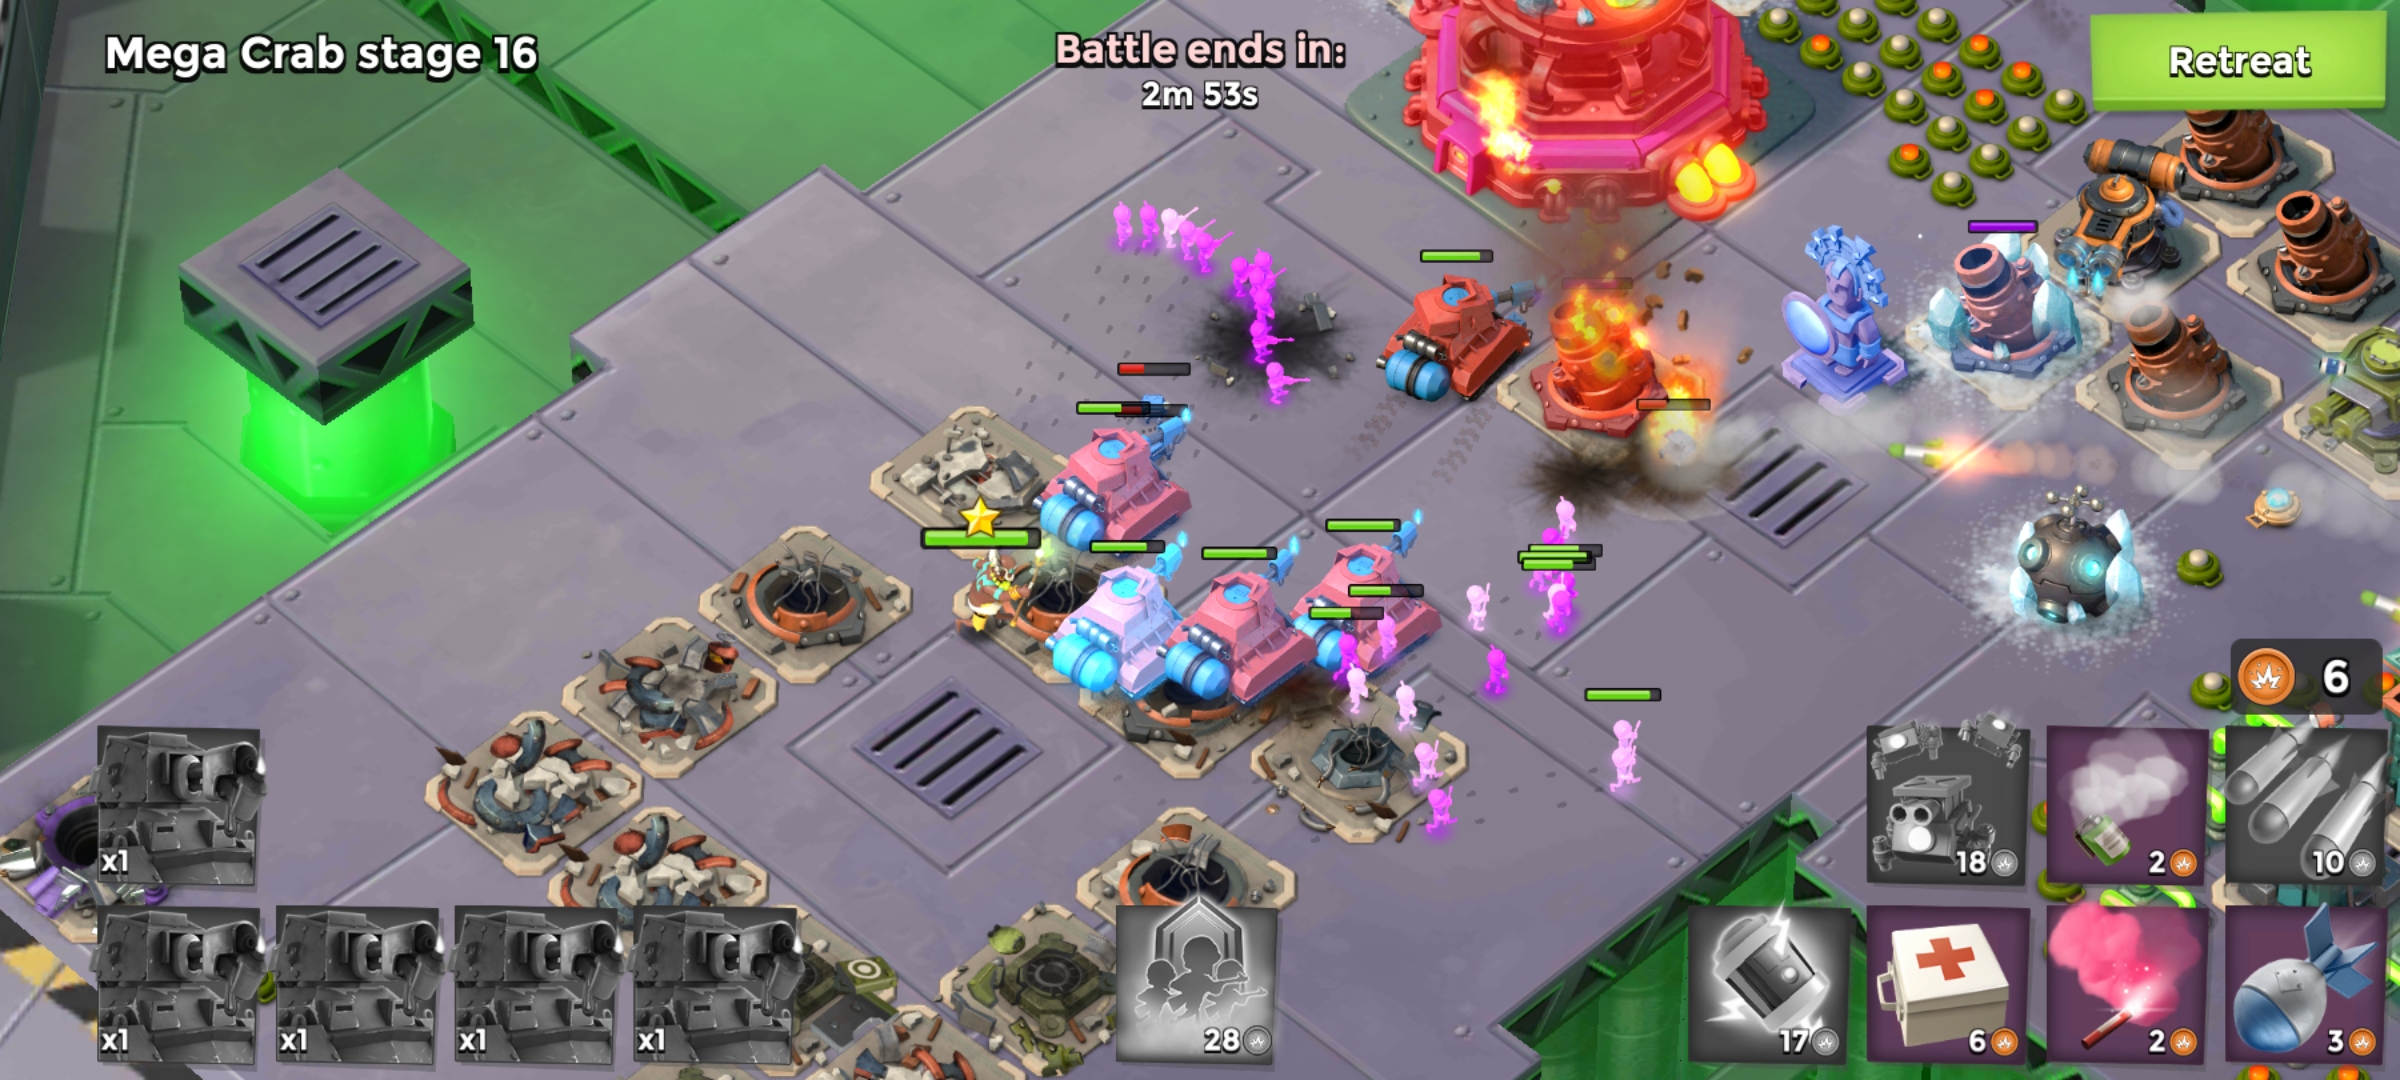 Mega Crab stage 16
Battle ends in:
2m 53s
Retreat
6
x1
18
2
10
x1
x1
x1
x1
28
17
6
2
3